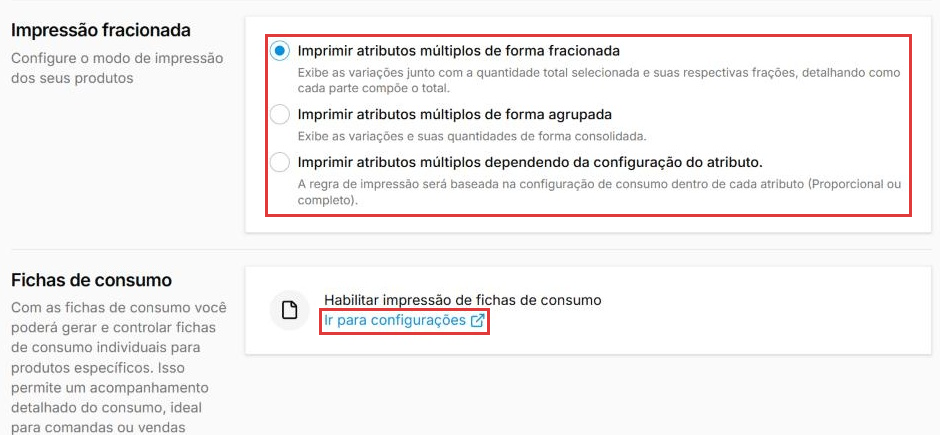 Impressão fracionada
Configure o modo de impressão
dos seus produtos
Imprimir atributos múltiplos de forma fracionada
Exibe as variações junto com a quantidade total selecionada e suas respectivas frações, detalhando como
cada parte compõe o total.
Imprimir atributos múltiplos de forma agrupada
Exibe as variações e suas quantidades de forma consolidada.
Imprimir atributos múltiplos dependendo da configuração do atributo.
A regra de impressão será baseada na configuração de consumo dentro de cada atributo (Proporcional ou
completo).
Fichas de consumo
Com as fichas de consumo você
poderá gerar e controlar fichas
de consumo individuais para
produtos específicos. Isso
permite um acompanhamento
detalhado do consumo, ideal
para comandas ou vendas
Habilitar impressão de fichas de consumo
Ir para configurações